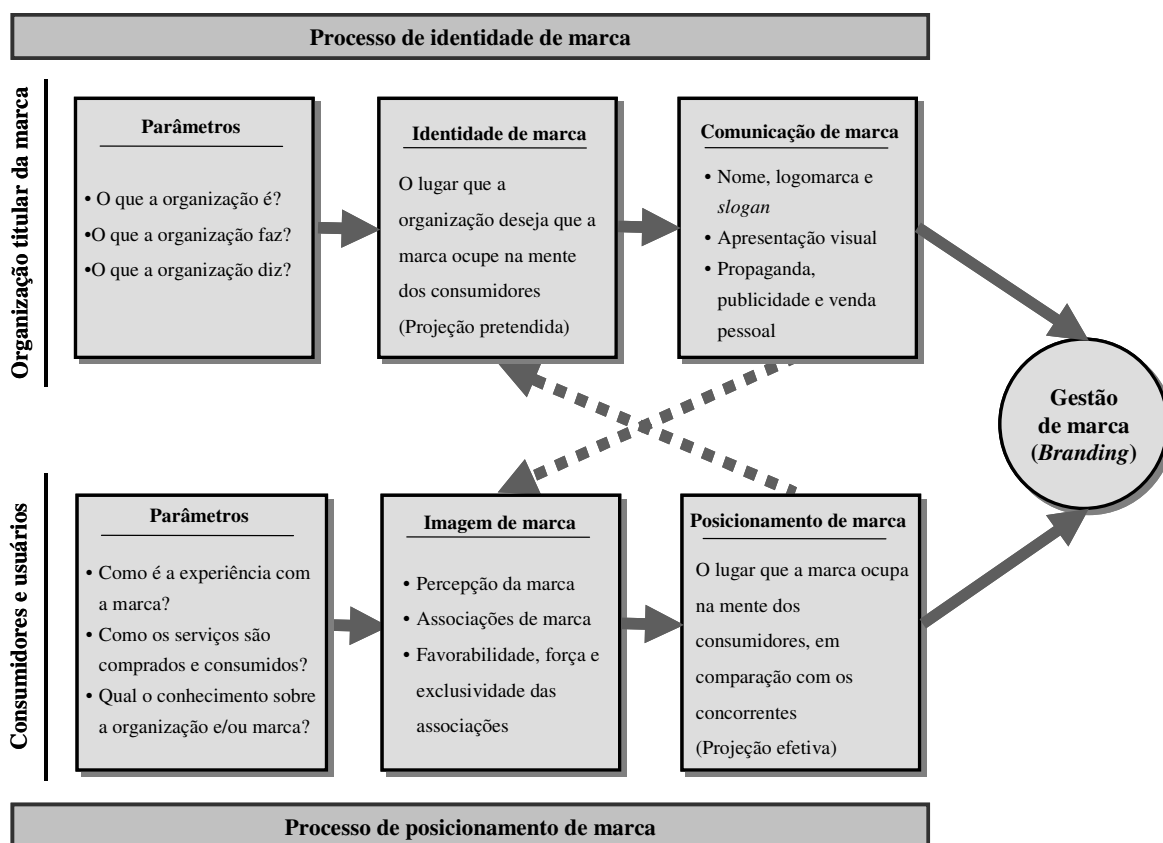 Processo de identidade de marca
Organização titular da marca
Parâmetros
• O que a organização é?
•O que a organização faz?
•O que a organização diz?
Identidade de marca
O lugar que a
organização deseja que a
marca ocupe na mente
dos consumidores
(Projeção pretendida)
Comunicação de marca
• Nome, logomarca e
slogan
• Apresentação visual
• Propaganda,
publicidade e venda
pessoal
Gestão
de marca
(Branding)
Consumidores e usuários
Parâmetros
• Como é a experiência com
a marca?
• Como os serviços são
comprados e consumidos?
• Qual o conhecimento sobre
a organização e/ou marca?
Imagem de marca
• Percepção da marca
• Associações de marca
• Favorabilidade, força e
exclusividade das
associações
Posicionamento de marca
O lugar que a marca ocupa
na mente dos
consumidores, em
comparação com os
concorrentes
(Projeção efetiva)
Processo de posicionamento de marca